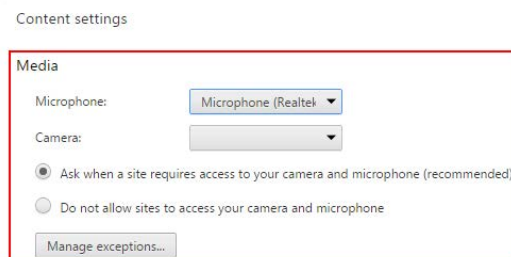 Content settings
Media
Microphone: Microphone (Realtek
Camera:
Ask when a site requires access to your camera and microphone (recommended)
Do not allow sites to access your camera and microphone
Manage exceptions...